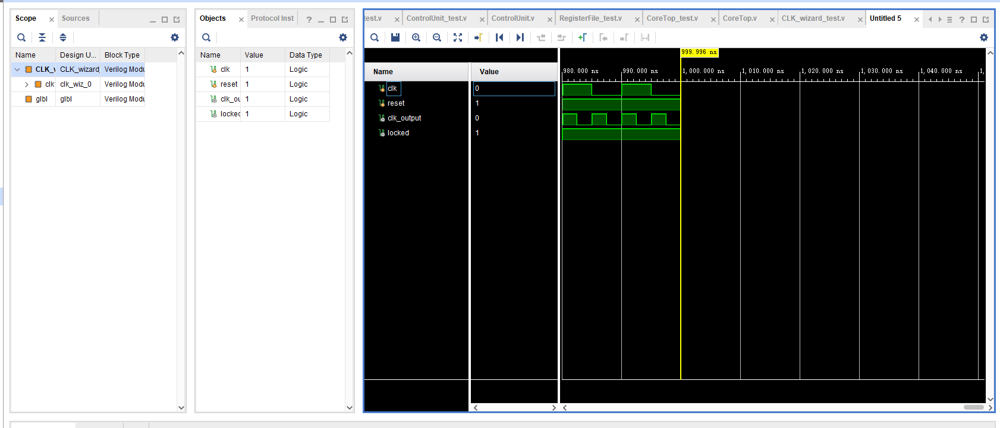 Scope
Sources
Name
Design U...
Block Type
CLK_wizard_
Verilog Modu
clk
clk_wiz_0
Verilog Modu
glbl
glbl
Verilog Modu
Objects
Protocol Inst
?
Name
Value
Data Type
clk
1
Logic
reset
1
Logic
clk_ou
1
Logic
locked
1
Logic
test.v
ControlUnit_test.v
ControlUnit.v
RegisterFile_test.v
CoreTop_test.v
CoreTop.v
CLK_wizard_test.v
Untitled 5
?
999.996 ns
Name
Value
980.000 ns
990.000 ns
1,000.000 ns
1,010.000 ns
1,020.000 ns
1,030.000 ns
1,040.000 ns
1,
clk
0
reset
1
clk_output
0
locked
1